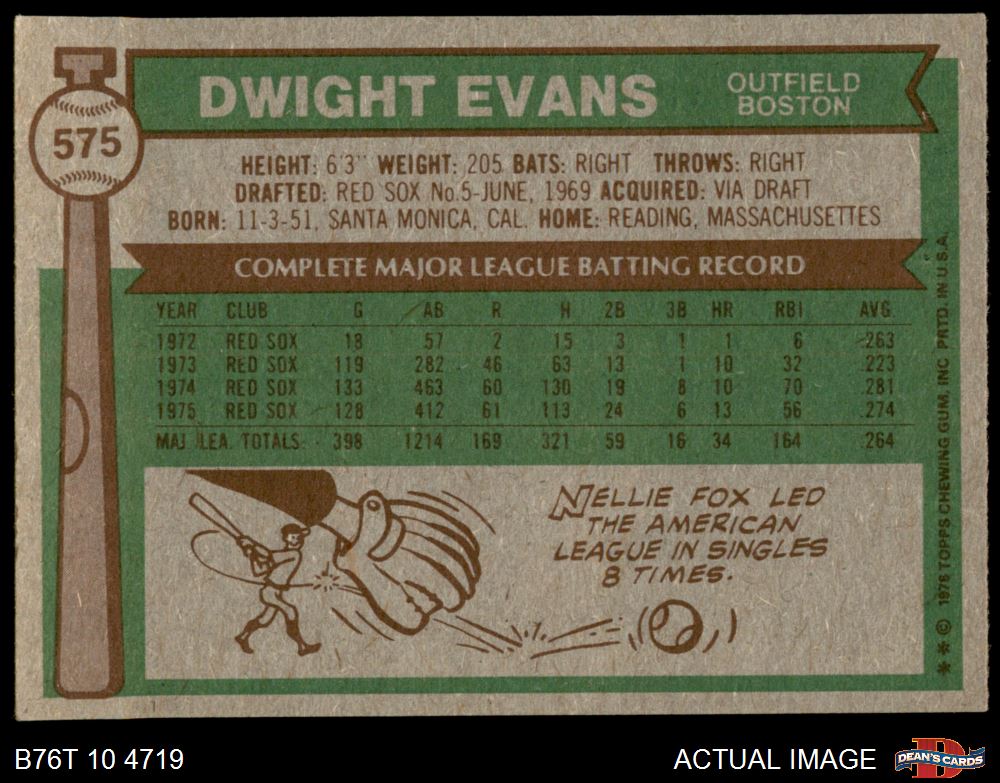 575
DWIGHT EVANS
OUTFIELD
BOSTON
HEIGHT: 6'3" WEIGHT: 205 BATS: RIGHT THROWS: RIGHT
DRAFTED: RED SOX No.5-JUNE, 1969 ACQUIRED: VIA DRAFT
BORN: 11-3-51, SANTA MONICA, CAL. HOME: READING, MASSACHUSETTES
COMPLETE MAJOR LEAGUE BATTING RECORD
YEAR CLUB G AB R H 2B 3B HR RBI AVG.
1972 RED SOX 18 57 2 15 3 1 1 6 .263
1973 RED SOX 119 282 46 63 13 1 10 32 .223
1974 RED SOX 133 463 60 130 19 8 10 70 .281
1975 RED SOX 128 412 61 113 24 6 13 56 .274
MAJ. LEA. TOTALS 398 1214 169 321 59 16 34 164 .264
NELLIE FOX LED
THE AMERICAN
LEAGUE IN SINGLES
8 TIMES.
** © 1976 TOPPS CHEWING GUM, INC. PRTD. IN U.S.A.
B76T 10 4719
ACTUAL IMAGE
D
DEAN'S CARDS